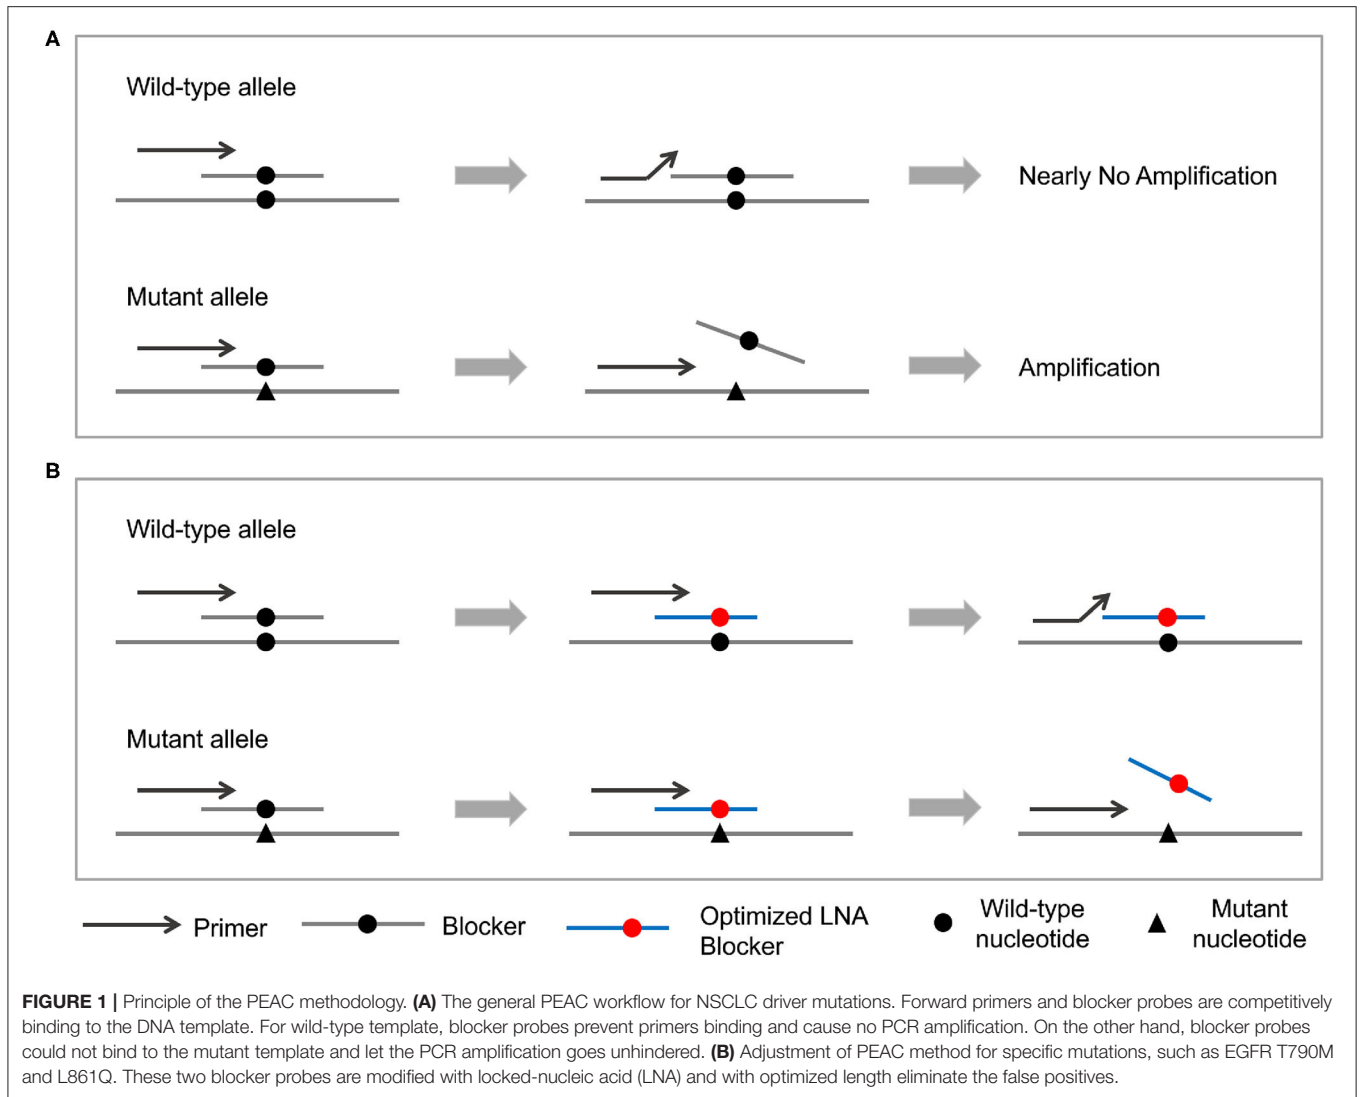 A
Wild-type allele
Nearly No Amplification
Mutant allele
Amplification
B
Wild-type allele
Mutant allele
Primer
Blocker
Optimized LNA
Blocker
Wild-type
nucleotide
Mutant
nucleotide
FIGURE 1 | Principle of the PEAC methodology. (A) The general PEAC workflow for NSCLC driver mutations. Forward primers and blocker probes are competitively
binding to the DNA template. For wild-type template, blocker probes prevent primers binding and cause no PCR amplification. On the other hand, blocker probes
could not bind to the mutant template and let the PCR amplification goes unhindered. (B) Adjustment of PEAC method for specific mutations, such as EGFR T790M
and L861Q. These two blocker probes are modified with locked-nucleic acid (LNA) and with optimized length eliminate the false positives.